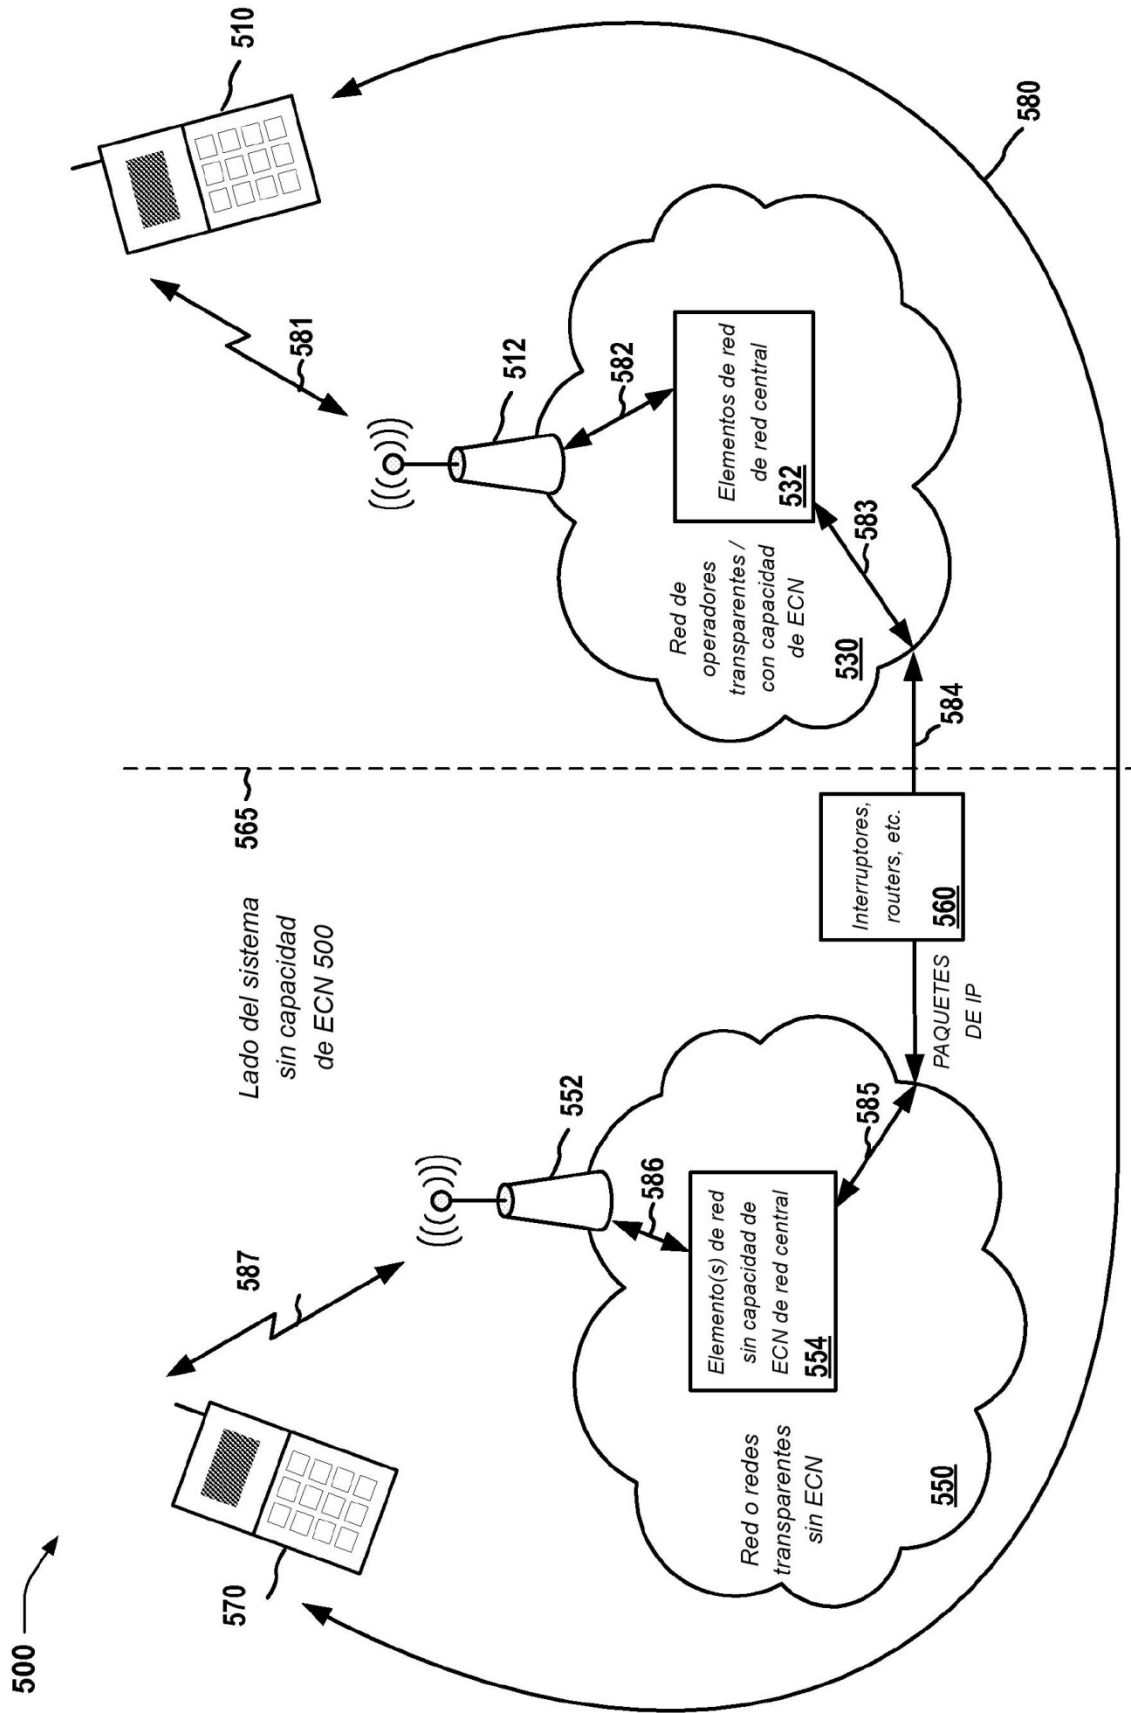 500
570
587
Lado del sistema
sin capacidad
de ECN 500
565
581
510
552
512
586
582
Elemento(s) de red
sin capacidad de
ECN de red central
554
Elementos de red
de red central
532
Red o redes
transparentes
sin ECN
550
585
Red de
operadores
transparentes /
con capacidad
de ECN
530
583
PAQUETES
DE IP
Interruptores,
routers, etc.
560
584
580